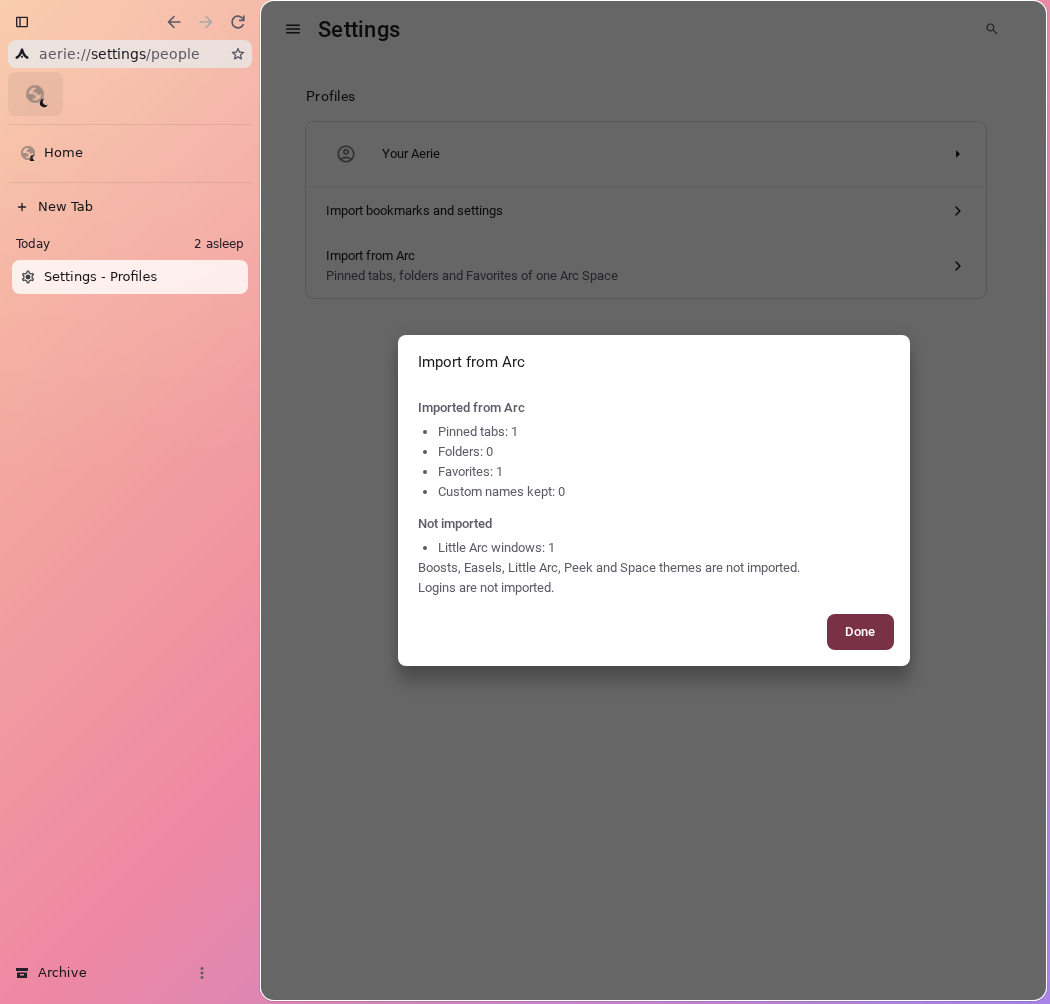 aerie://settings/people
Home
New Tab
Today
2 asleep
Settings - Profiles
Archive
Settings
Profiles
Your Aerie
Import bookmarks and settings
Import from Arc
Pinned tabs, folders and Favorites of one Arc Space
Import from Arc
Imported from Arc
Pinned tabs: 1
Folders: 0
Favorites: 1
Custom names kept: 0
Not imported
Little Arc windows: 1
Boosts, Easels, Little Arc, Peek and Space themes are not imported.
Logins are not imported.
Done